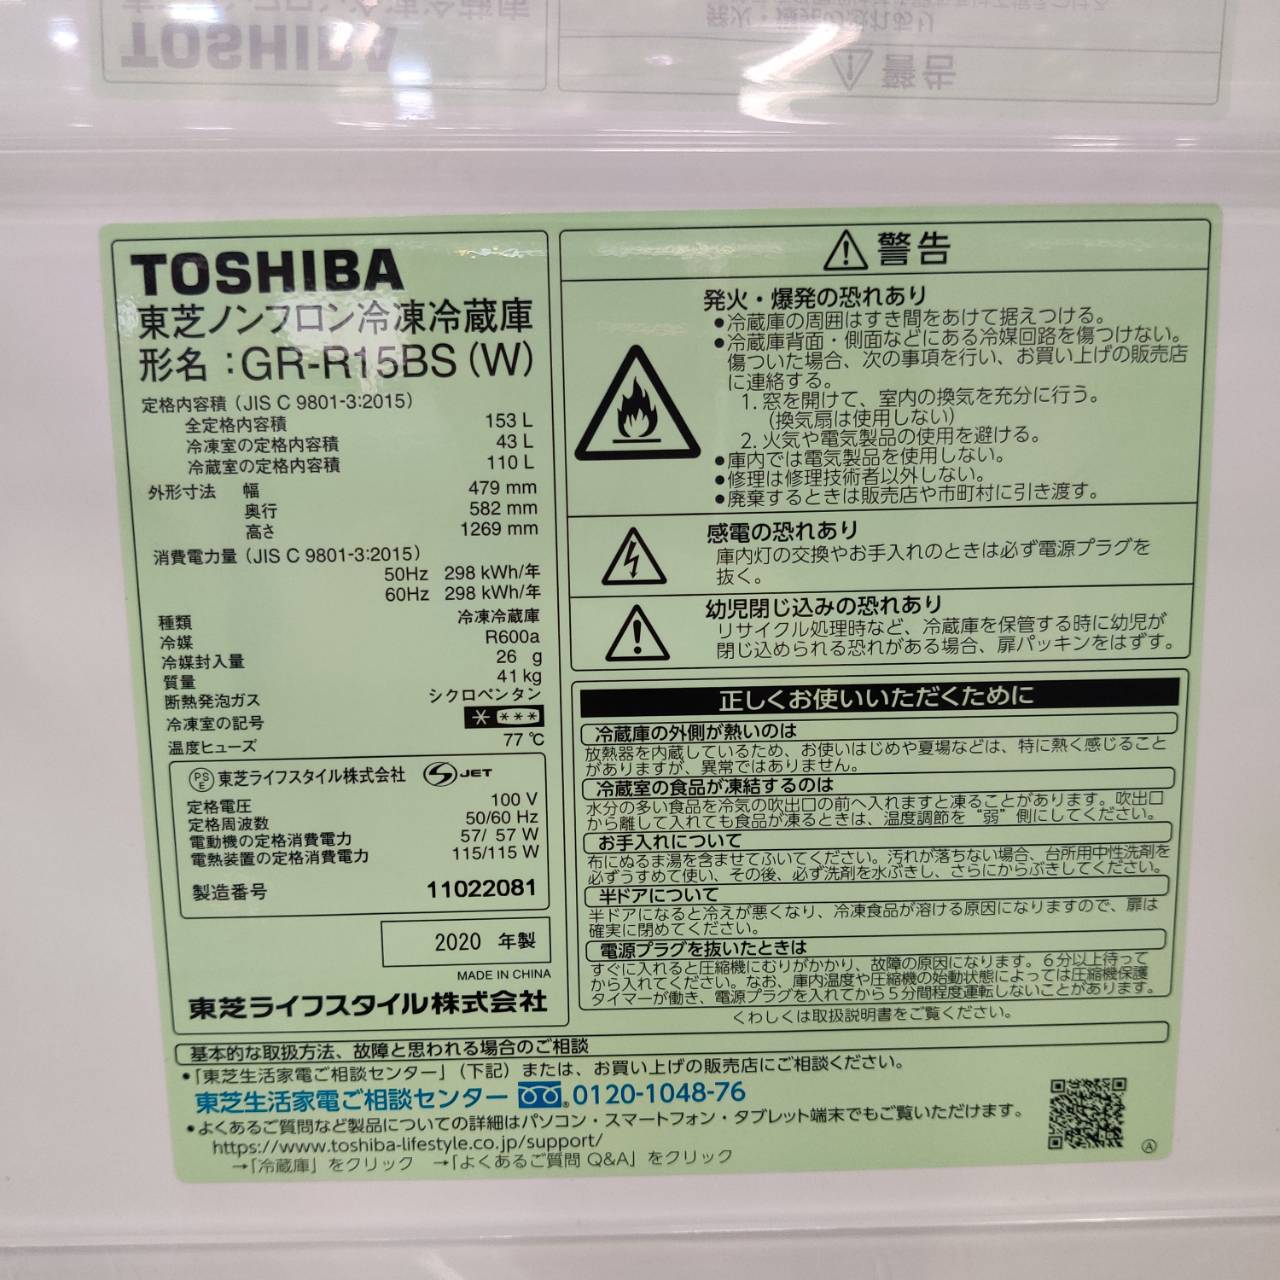 TOSHIBA
東芝ノンフロン冷凍冷蔵庫
形名:GR-R15BS(W)
定格内容積(JIS C 9801-3:2015)
全定格内容積 153 L
冷凍室の定格内容積 43 L
冷蔵室の定格内容積 110 L
外形寸法 幅 479 mm
奥行 582 mm
高さ 1269 mm
消費電力量(JIS C 9801-3:2015)
50Hz 298 kWh/年
60Hz 298 kWh/年
種類 冷凍冷蔵庫
冷媒 R600a
冷媒封入量 26 g
質量 41 kg
断熱発泡ガス シクロペンタン
冷凍室の記号 * ***
温度ヒューズ 77 ℃
PSE 東芝ライフスタイル株式会社 JET
定格電圧 100 V
定格周波数 50/60 Hz
電動機の定格消費電力 57/ 57 W
電熱装置の定格消費電力 115/115 W
製造番号 11022081
2020 年製
MADE IN CHINA
東芝ライフスタイル株式会社
⚠警告
発火・爆発の恐れあり
●冷蔵庫の周囲はすき間をあけて据えつける。
●冷蔵庫背面・側面などにある冷媒回路を傷つけない。
傷ついた場合、次の事項を行い、お買い上げの販売店
に連絡する。
1. 窓を開けて、室内の換気を充分に行う。
(換気扇は使用しない)
2. 火気や電気製品の使用を避ける。
●庫内では電気製品を使用しない。
●修理は修理技術者以外しない。
●廃棄するときは販売店や市町村に引き渡す。
感電の恐れあり
庫内灯の交換やお手入れのときは必ず電源プラグを
抜く。
幼児閉じ込みの恐れあり
リサイクル処理時など、冷蔵庫を保管する時に幼児が
閉じ込められる恐れがある場合、扉パッキンをはずす。
正しくお使いいただくために
冷蔵庫の外側が熱いのは
放熱器を内蔵しているため、お使いはじめや夏場などは、特に熱く感じること
がありますが、異常ではありません。
冷蔵室の食品が凍結するのは
水分の多い食品を冷気の吹出口の前へ入れますと凍ることがあります。吹出口
から離して入れても食品が凍るときは、温度調節を“弱”側にしてください。
お手入れについて
布にぬるま湯を含ませてふいてください。汚れが落ちない場合、台所用中性洗剤を
必ずうすめて使い、その後、必ず洗剤を水ぶきし、さらにからぶきしてください。
半ドアについて
半ドアになると冷えが悪くなり、冷凍食品が溶ける原因になりますので、扉は
確実に閉めてください。
電源プラグを抜いたときは
すぐに入れると圧縮機にむりがかかり、故障の原因になります。6分以上待って
から入れてください。なお、庫内温度や圧縮機の始動状態によっては圧縮機保護
タイマーが働き、電源プラグを入れてから5分間程度運転しないことがあります。
くわしくは取扱説明書をご覧ください。
基本的な取扱方法、故障と思われる場合のご相談
●「東芝生活家電ご相談センター」(下記)または、お買い上げの販売店にご相談ください。
東芝生活家電ご相談センター 0120-1048-76
●よくあるご質問など製品についての詳細はパソコン・スマートフォン・タブレット端末でもご覧いただけます。
https://www.toshiba-lifestyle.co.jp/support/
→「冷蔵庫」をクリック →「よくあるご質問 Q&A」をクリック
Ⓐ